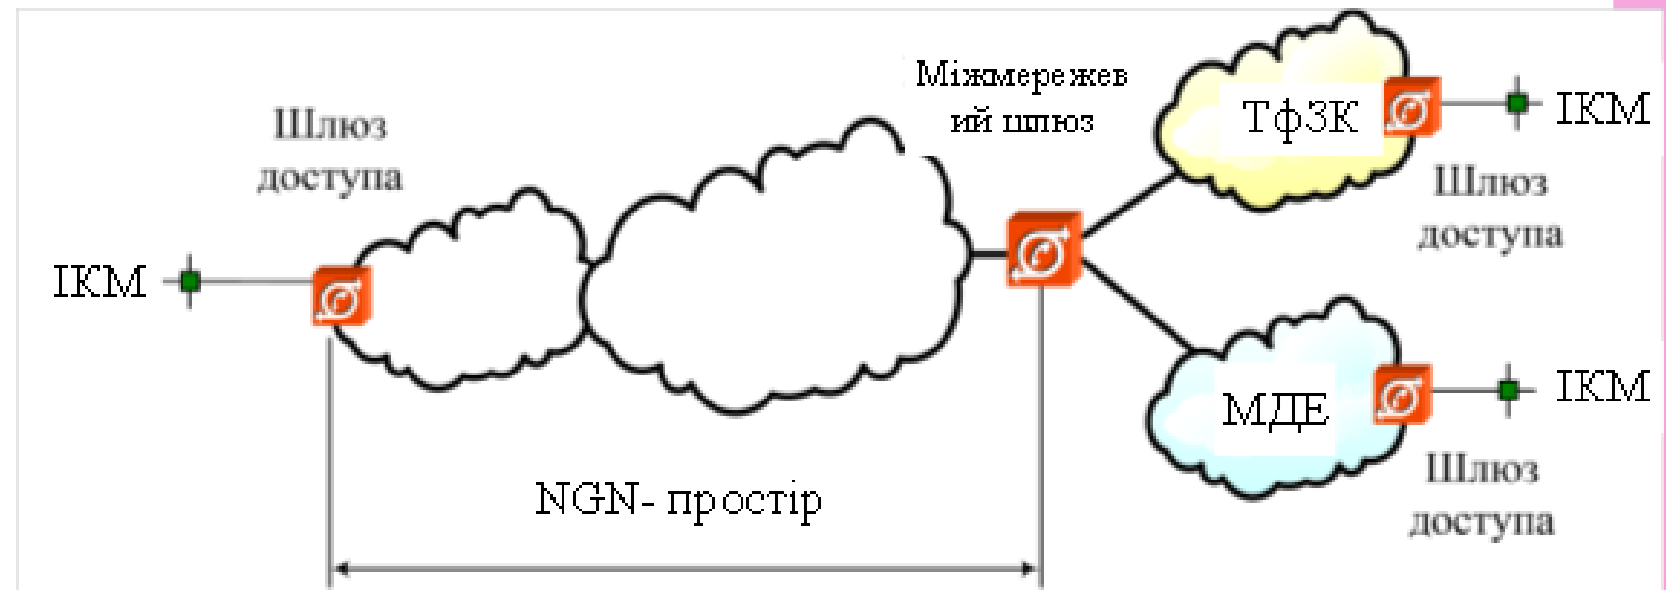 Міжмережев
ий шлюз
Шлюз
доступа
ТфЗК
ІКМ
Шлюз
доступа
ІКМ
МДЕ
ІКМ
Шлюз
доступа
NGN- простір